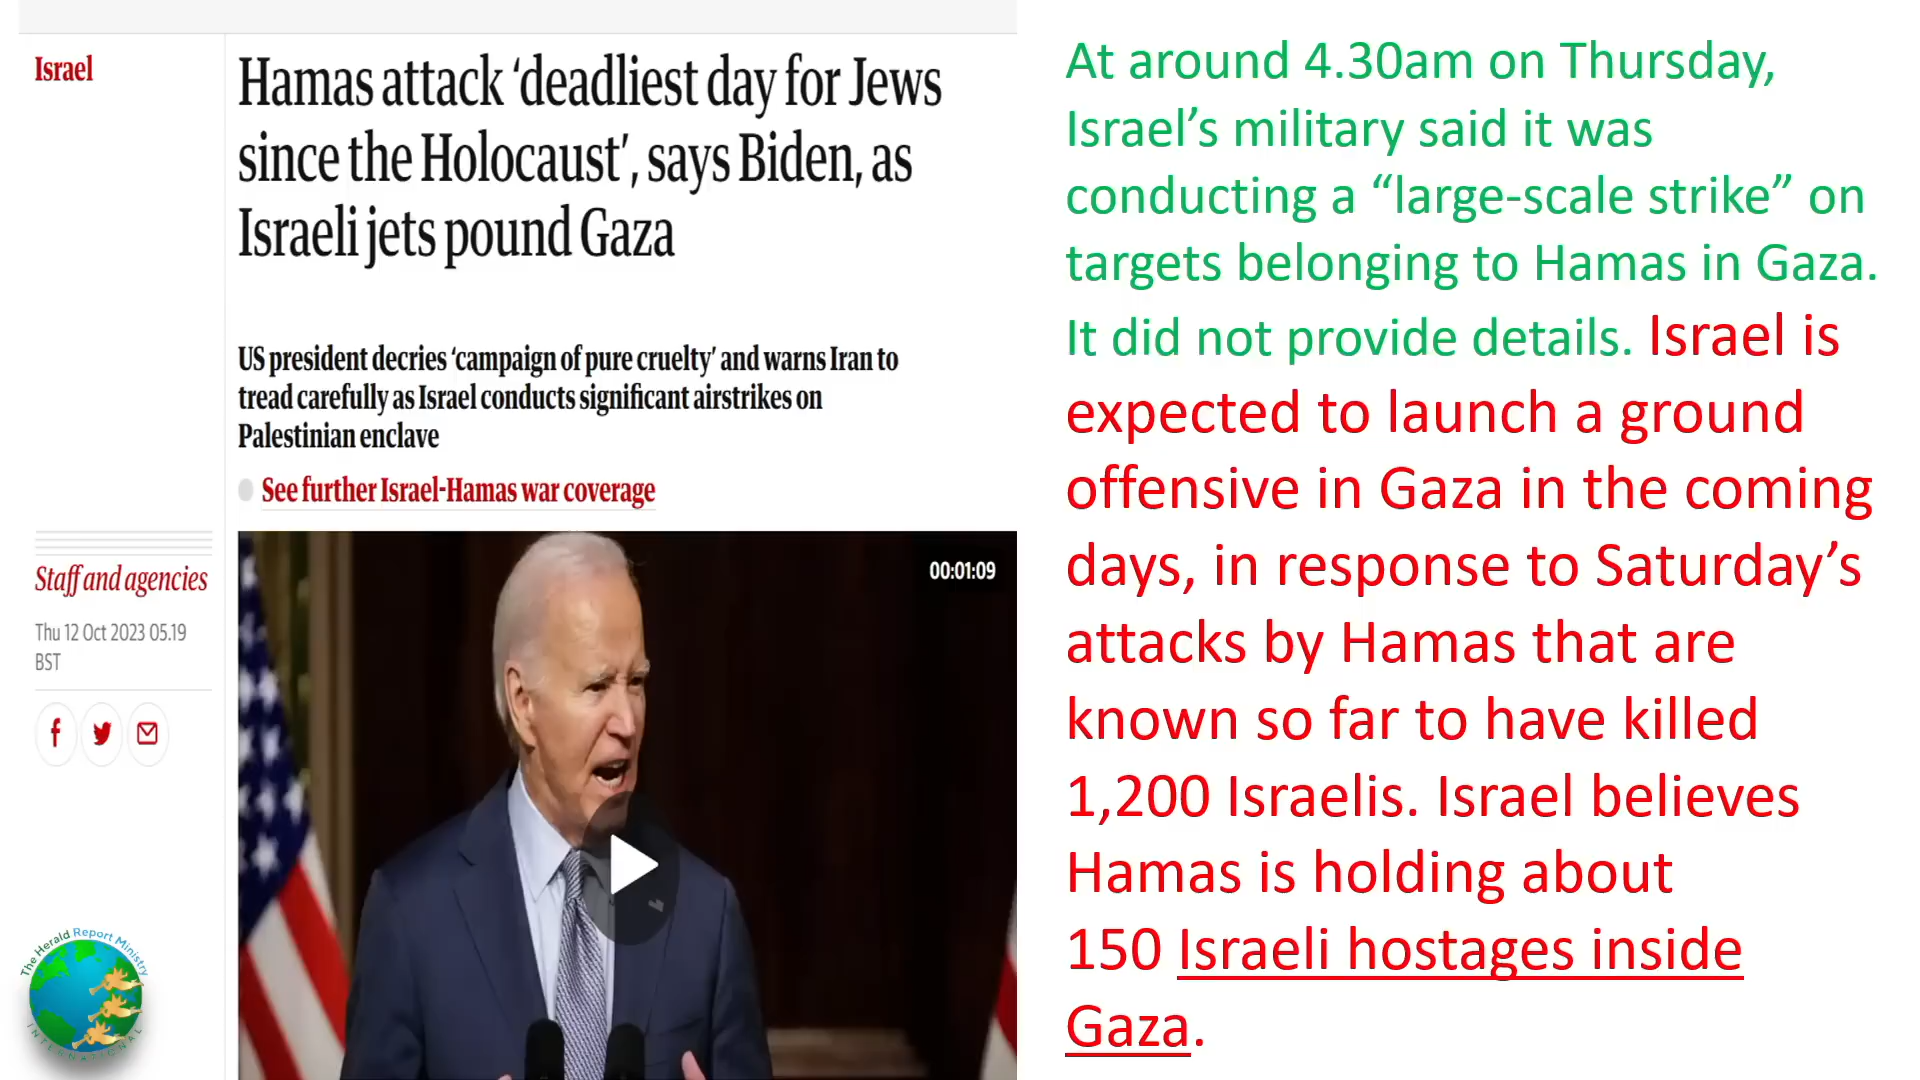 Israel
Hamas attack ‘deadliest day for Jews
since the Holocaust’, says Biden, as
Israeli jets pound Gaza
US president decries ‘campaign of pure cruelty’ and warns Iran to
tread carefully as Israel conducts significant airstrikes on
Palestinian enclave
See further Israel-Hamas war coverage
Staff and agencies
Thu 12 Oct 2023 05.19
BST
00:01:09
The Herald Report Ministry
INTERNATIONAL
At around 4.30am on Thursday,
Israel’s military said it was
conducting a “large-scale strike” on
targets belonging to Hamas in Gaza.
It did not provide details. Israel is
expected to launch a ground
offensive in Gaza in the coming
days, in response to Saturday’s
attacks by Hamas that are
known so far to have killed
1,200 Israelis. Israel believes
Hamas is holding about
150 Israeli hostages inside
Gaza.